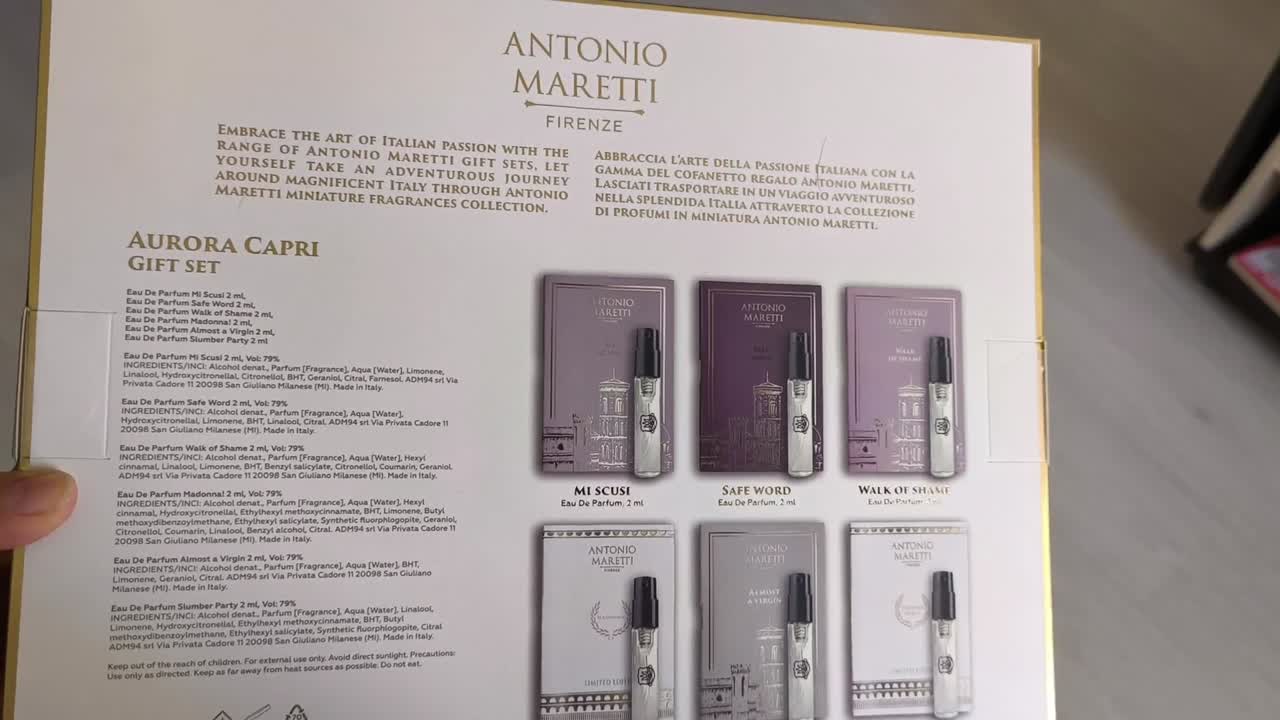 ANTONIO
MARETTI
FIRENZE
EMBRACE THE ART OF ITALIAN PASSION WITH THE
RANGE OF ANTONIO MARETTI GIFT SETS, LET
YOURSELF TAKE AN ADVENTUROUS JOURNEY
AROUND MAGNIFICENT ITALY THROUGH ANTONIO
MARETTI MINIATURE FRAGRANCES COLLECTION.
ABBRACCIA L'ARTE DELLA PASSIONE ITALIANA CON LA
GAMMA DEL COFANETTO REGALO ANTONIO MARETTI.
LASCIATI TRASPORTARE IN UN VIAGGIO AVVENTUROSO
NELLA SPLENDIDA ITALIA ATTRAVERTO LA COLLEZIONE
DI PROFUMI IN MINIATURA ANTONIO MARETTI.
AURORA CAPRI
GIFT SET
Eau De Parfum Mi Scusi 2 ml,
Eau De Parfum Safe Word 2 ml,
Eau De Parfum Walk of Shame 2 ml,
Eau De Parfum Madonna! 2 ml,
Eau De Parfum Almost a Virgin 2 ml,
Eau De Parfum Slumber Party 2 ml
Eau De Parfum Mi Scusi 2 ml, Vol: 79%
INGREDIENTS/INCI: Alcohol denat., Parfum [Fragrance], Aqua [Water], Limonene,
Linalool, Hydroxycitronellal, Citronellol, BHT, Geraniol, Citral, Farnesol. ADM94 srl Via
Privata Cadore 11 20098 San Giuliano Milanese (MI). Made in Italy.
Eau De Parfum Safe Word 2 ml, Vol: 79%
INGREDIENTS/INCI: Alcohol denat., Parfum [Fragrance], Aqua [Water],
Hydroxycitronellal, Limonene, BHT, Linalool, Citral. ADM94 srl Via Privata Cadore 11
20098 San Giuliano Milanese (MI). Made in Italy.
Eau De Parfum Walk of Shame 2 ml, Vol: 79%
INGREDIENTS/INCI: Alcohol denat., Parfum [Fragrance], Aqua [Water], Hexyl
cinnamal, Linalool, Limonene, BHT, Benzyl salicylate, Citronellol, Coumarin, Geraniol.
ADM94 srl Via Privata Cadore 11 20098 San Giuliano Milanese (MI). Made in Italy.
Eau De Parfum Madonna! 2 ml, Vol: 79%
INGREDIENTS/INCI: Alcohol denat., Parfum [Fragrance], Aqua [Water], Hexyl
cinnamal, Hydroxycitronellal, Ethylhexyl methoxycinnamate, BHT, Limonene, Butyl
methoxydibenzoylmethane, Ethylhexyl salicylate, Synthetic fluorphlogopite, Geraniol,
Citronellol, Coumarin, Linalool, Benzyl alcohol, Citral. ADM94 srl Via Privata Cadore 11
20098 San Giuliano Milanese (MI). Made in Italy.
Eau De Parfum Almost a Virgin 2 ml, Vol: 79%
INGREDIENTS/INCI: Alcohol denat., Parfum [Fragrance], Aqua [Water], BHT,
Limonene, Geraniol, Citral. ADM94 srl Via Privata Cadore 11 20098 San Giuliano
Milanese (MI). Made in Italy.
Eau De Parfum Slumber Party 2 ml, Vol: 79%
INGREDIENTS/INCI: Alcohol denat., Parfum [Fragrance], Aqua [Water], Linalool,
Limonene, Hydroxycitronellal, Ethylhexyl methoxycinnamate, BHT, Butyl
methoxydibenzoylmethane, Ethylhexyl salicylate, Synthetic fluorphlogopite, Citral
ADM94 srl Via Privata Cadore 11 20098 San Giuliano Milanese (MI). Made in Italy.
Keep out of the reach of children. For external use only. Avoid direct sunlight. Precautions:
Use only as directed. Keep as far away from heat sources as possible. Do not eat.
ANTONIO
MARETTI
MI SCUSI
Eau De Parfum, 2 ml
ANTONIO
MARETTI
SAFE WORD
Eau De Parfum, 2 ml
ANTONIO
MARETTI
WALK
OF SHAME
WALK OF SHAME
Eau De Parfum, 2 ml
ANTONIO
MARETTI
FIRENZE
LIMITED
ANTONIO
MARETTI
ALMOST
A VIRGIN
ANTONIO
MARETTI
FIRENZE
LIMITED